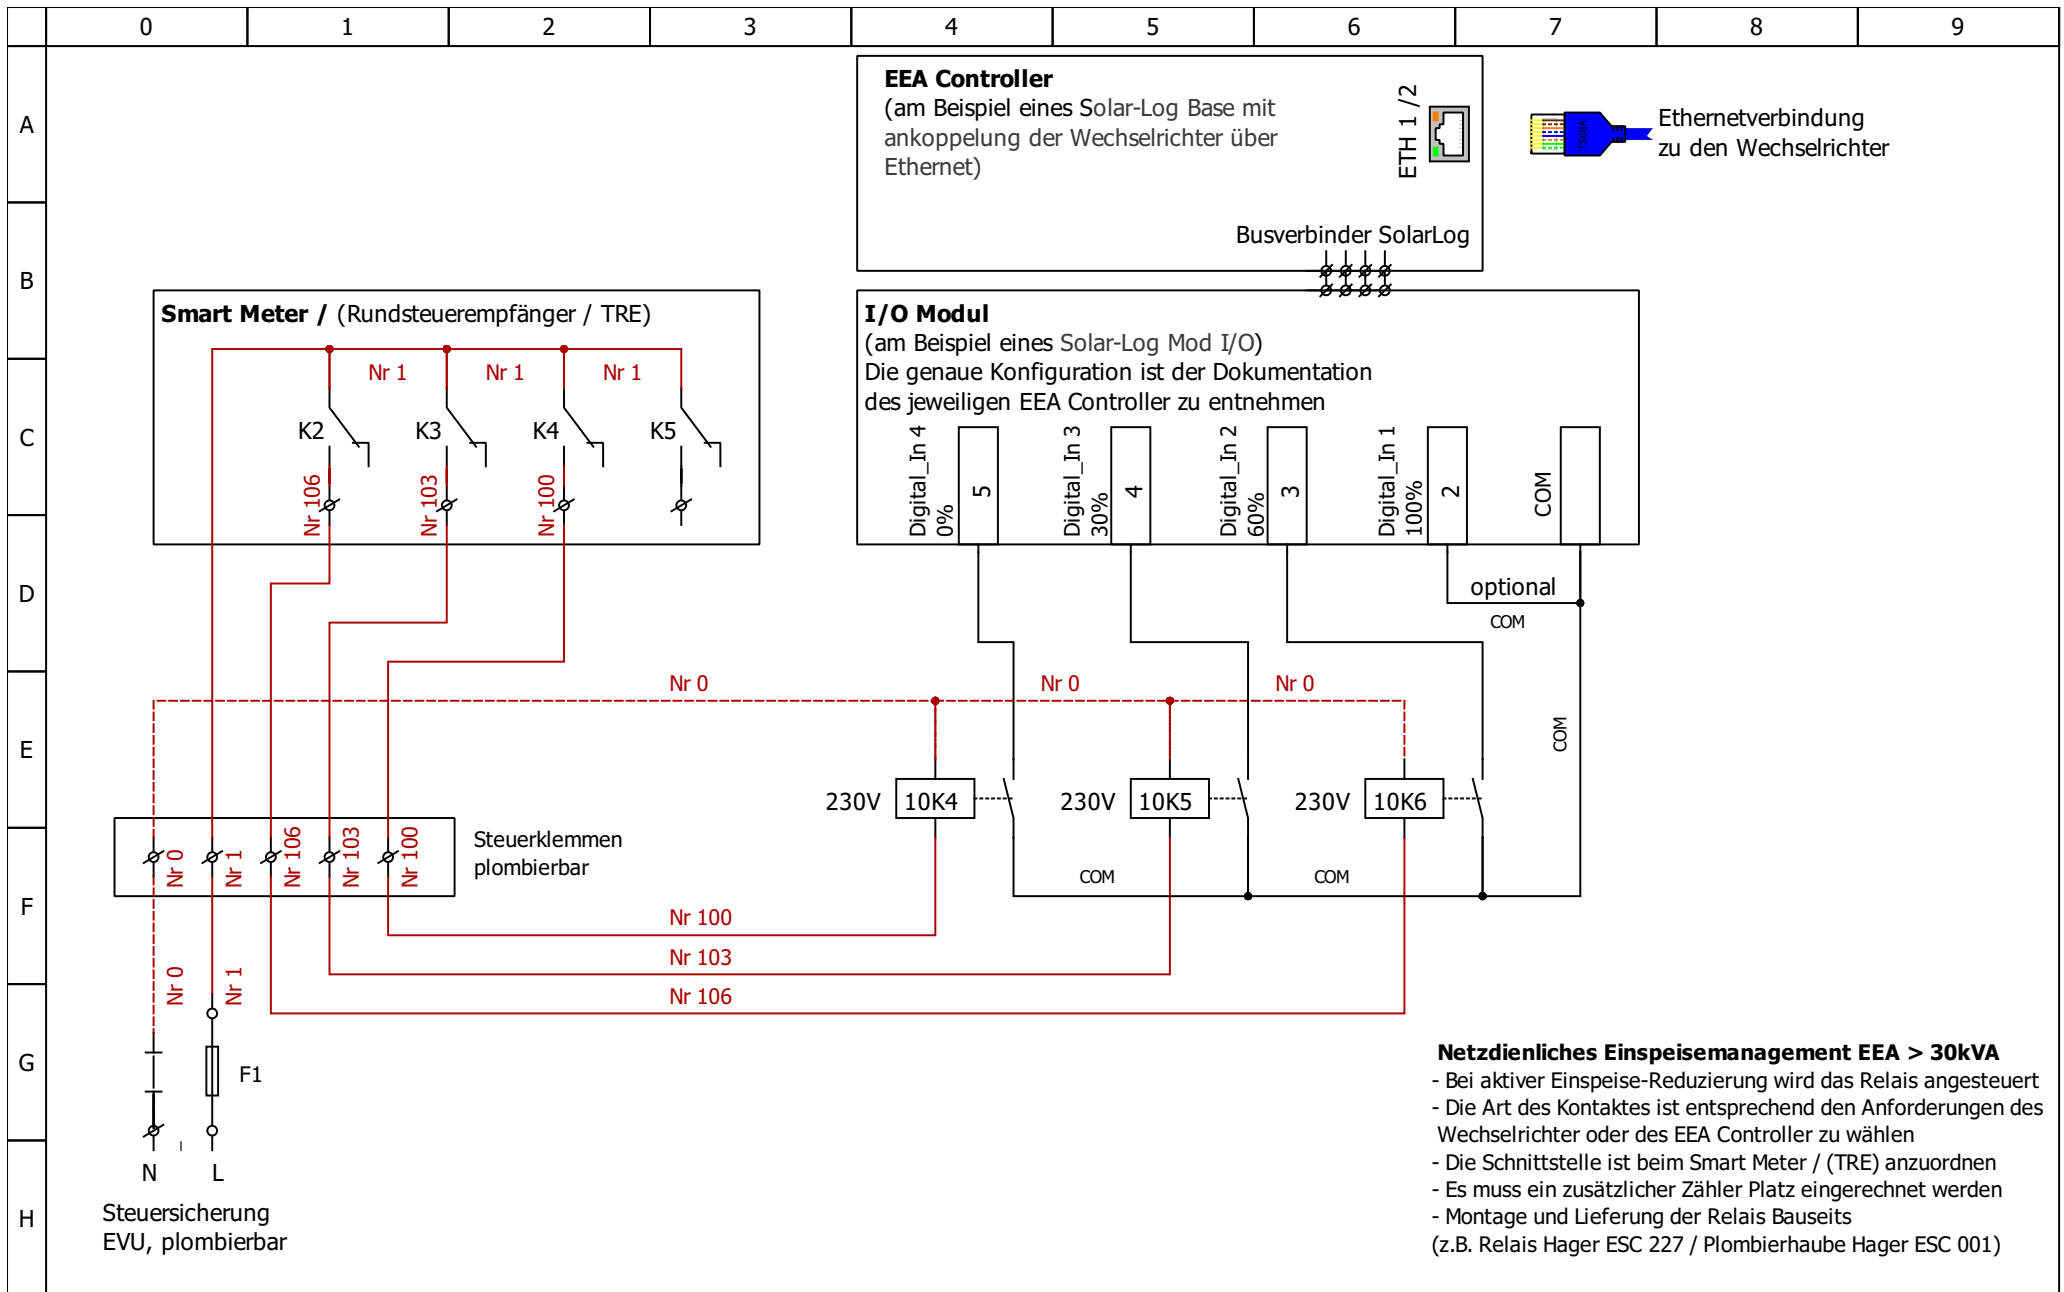 0 1 2 3 4 5 6 7 8 9
A
B
C
D
E
F
G
H
EEA Controller
(am Beispiel eines Solar-Log Base mit
ankoppelung der Wechselrichter über
Ethernet)
ETH 1 /2
Busverbinder SolarLog
Ethernetverbindung
zu den Wechselrichter
Smart Meter / (Rundsteuerempfänger / TRE)
Nr 1 Nr 1 Nr 1
K2 K3 K4 K5
Nr 106 Nr 103 Nr 100
I/O Modul
(am Beispiel eines Solar-Log Mod I/O)
Die genaue Konfiguration ist der Dokumentation
des jeweiligen EEA Controller zu entnehmen
Digital_In 4
0%
5
Digital_In 3
30%
4
Digital_In 2
60%
3
Digital_In 1
100%
2
COM
optional
COM
Nr 0 Nr 0 Nr 0
COM
230V 10K4 230V 10K5 230V 10K6
Nr 0 Nr 1 Nr 106 Nr 103 Nr 100
Steuerklemmen
plombierbar
COM COM
Nr 100
Nr 103
Nr 106
Nr 0 Nr 1
F1
N L
Steuersicherung
EVU, plombierbar
Netzdienliches Einspeisemanagement EEA > 30kVA
- Bei aktiver Einspeise-Reduzierung wird das Relais angesteuert
- Die Art des Kontaktes ist entsprechend den Anforderungen des
Wechselrichter oder des EEA Controller zu wählen
- Die Schnittstelle ist beim Smart Meter / (TRE) anzuordnen
- Es muss ein zusätzlicher Zähler Platz eingerechnet werden
- Montage und Lieferung der Relais Bauseits
(z.B. Relais Hager ESC 227 / Plombierhaube Hager ESC 001)